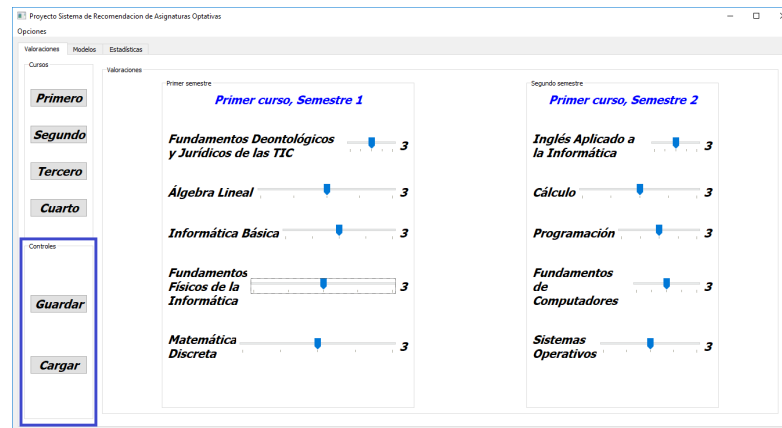 Proyecto Sistema de Recomendacion de Asignaturas Optativas
Opciones
Valoraciones Modelos Estadísticas
Cursos
Primero
Segundo
Tercero
Cuarto
Controles
Guardar
Cargar
Valoraciones
Primer semestre
Primer curso, Semestre 1
Fundamentos Deontológicos
y Jurídicos de las TIC 3
Álgebra Lineal 3
Informática Básica 3
Fundamentos
Físicos de la 3
Informática
Matemática
Discreta 3
Segundo semestre
Primer curso, Semestre 2
Inglés Aplicado a
la Informática 3
Cálculo 3
Programación 3
Fundamentos
de 3
Computadores
Sistemas
Operativos 3